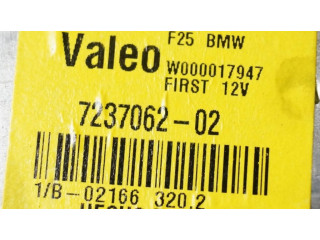 F25 BMW
Valeo
W000017947
FIRST 12V
7237062-02
1/B-02166 320.2